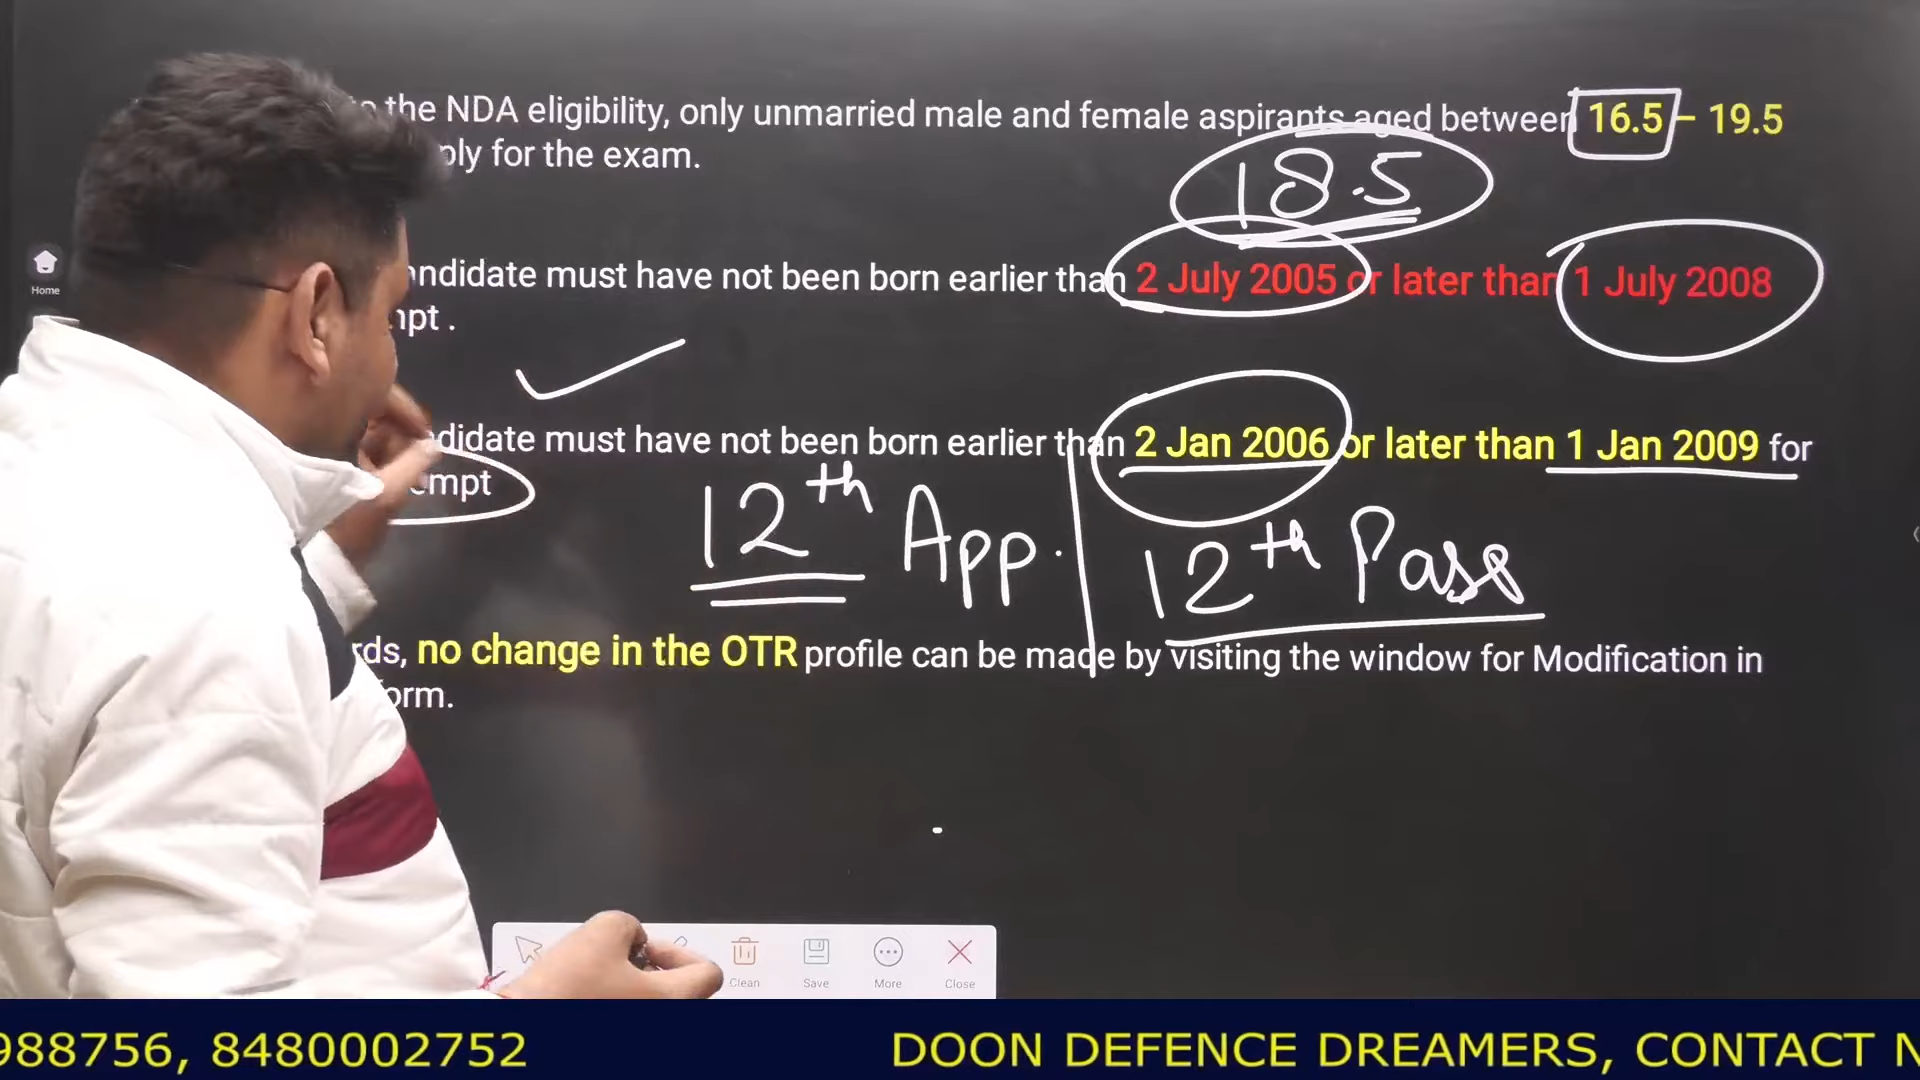 the NDA eligibility, only unmarried male and female aspirants aged between 16.5 – 19.5
ply for the exam.
18.5
ndidate must have not been born earlier than 2 July 2005 or later than 1 July 2008
mpt .
didate must have not been born earlier than 2 Jan 2006 or later than 1 Jan 2009 for
empt
12th App. 12th Pass
rds, no change in the OTR profile can be made by visiting the window for Modification in
orm.
Home
Clean Save More Close
988756, 8480002752 DOON DEFENCE DREAMERS, CONTACT N